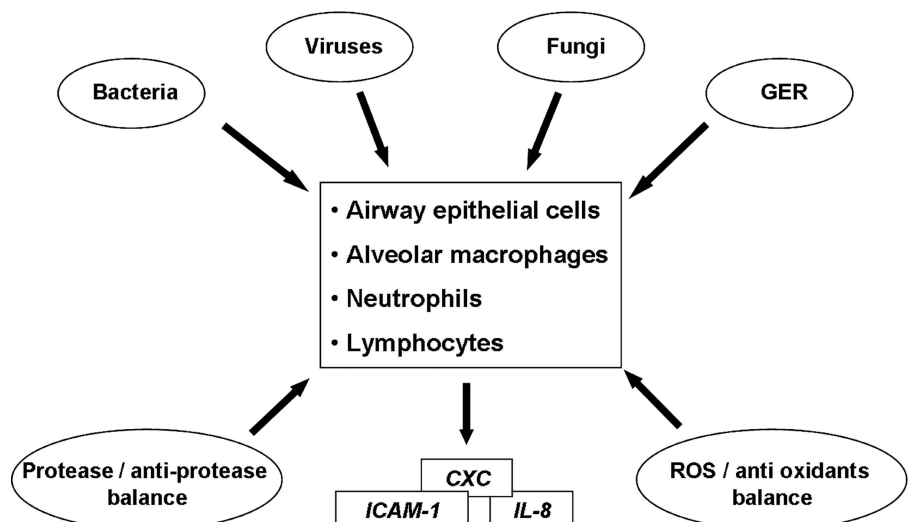 Viruses
Fungi
Bacteria
GER
• Airway epithelial cells
• Alveolar macrophages
• Neutrophils
• Lymphocytes
Protease / anti-protease
balance
ROS / anti oxidants
balance
CXC
ICAM-1
IL-8